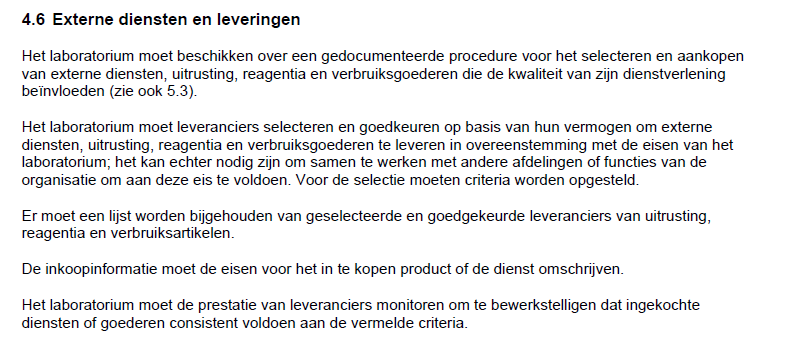 4.6 Externe diensten en leveringen
Het laboratorium moet beschikken over een gedocumenteerde procedure voor het selecteren en aankopen
van externe diensten, uitrusting, reagentia en verbruiksgoederen die de kwaliteit van zijn dienstverlening
beïnvloeden (zie ook 5.3).
Het laboratorium moet leveranciers selecteren en goedkeuren op basis van hun vermogen om externe
diensten, uitrusting, reagentia en verbruiksgoederen te leveren in overeenstemming met de eisen van het
laboratorium; het kan echter nodig zijn om samen te werken met andere afdelingen of functies van de
organisatie om aan deze eis te voldoen. Voor de selectie moeten criteria worden opgesteld.
Er moet een lijst worden bijgehouden van geselecteerde en goedgekeurde leveranciers van uitrusting,
reagentia en verbruiksartikelen.
De inkoopinformatie moet de eisen voor het in te kopen product of de dienst omschrijven.
Het laboratorium moet de prestatie van leveranciers monitoren om te bewerkstelligen dat ingekochte
diensten of goederen consistent voldoen aan de vermelde criteria.